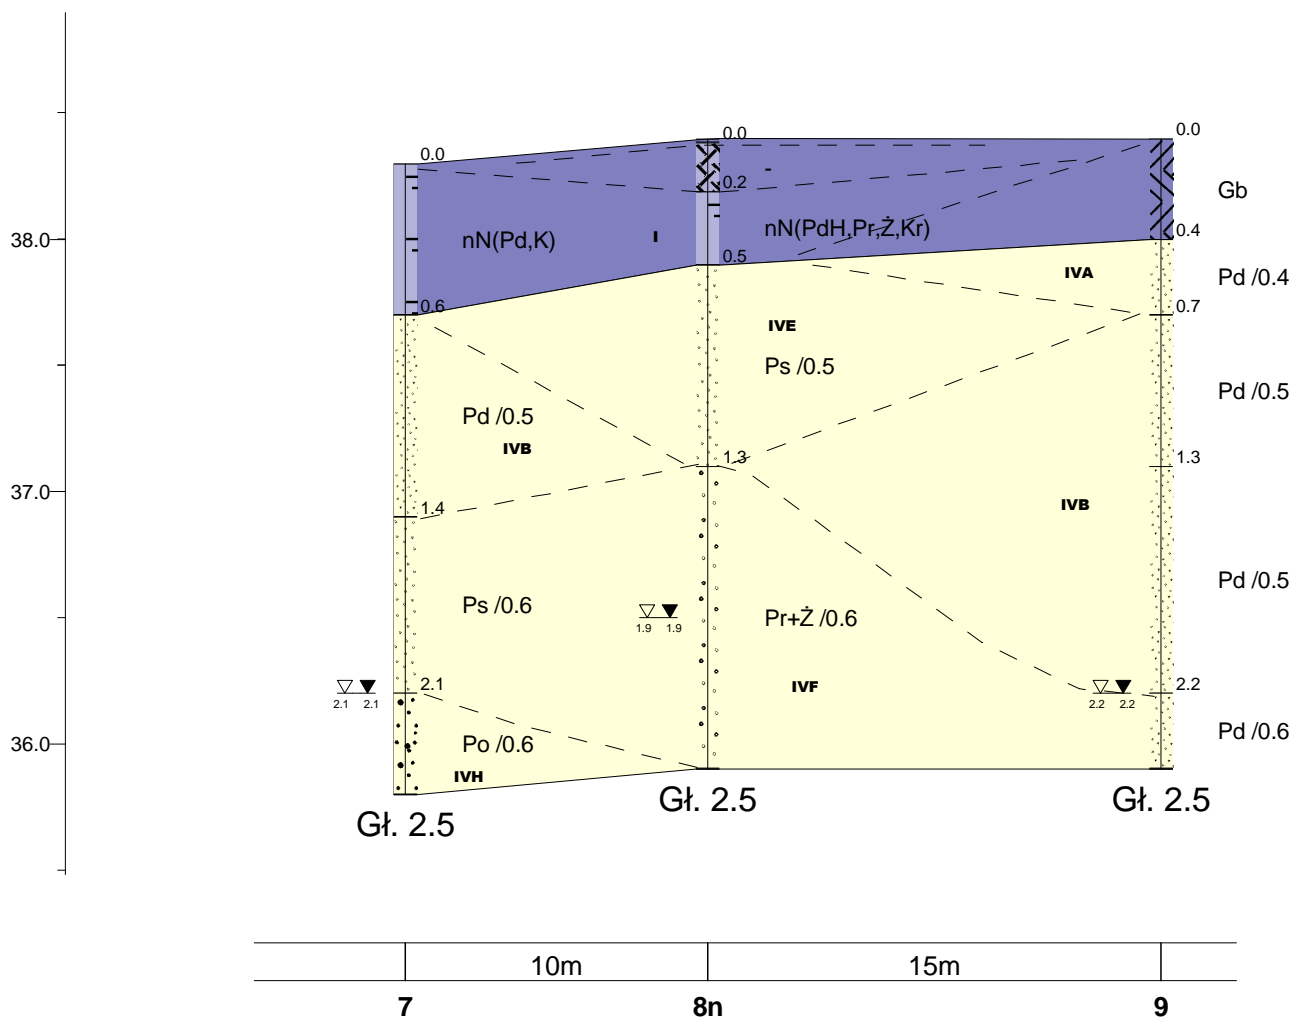 0.0
0.0
0.0
0.2
Gb
nN(Pd,K)
I
nN(PdH,Pr,Ż,Kr)
0.4
38.0
0.5
IVA
Pd /0.4
0.6
0.7
IVE
Ps /0.5
Pd /0.5
Pd /0.5
IVB
1.3
1.3
37.0
1.4
IVB
Pd /0.5
Ps /0.6
1.9 1.9
Pr+Ż /0.6
2.1
2.1 2.1
IVF
2.2
2.2 2.2
Pd /0.6
36.0
Po /0.6
IVH
Gł. 2.5
Gł. 2.5
Gł. 2.5
10m
15m
7
8n
9